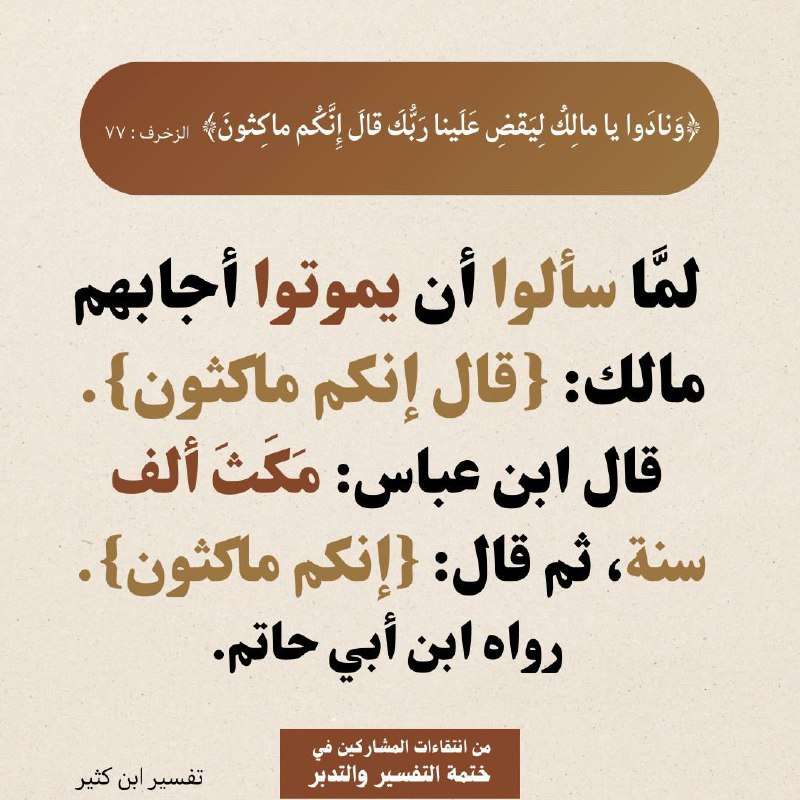 ﴿وَنادَوا يا مالِكُ لِيَقضِ عَلَينا رَبُّكَ قالَ إِنَّكُم ماكِثونَ﴾ الزخرف : ٧٧
لمَّا سألوا أن يموتوا أجابهم
مالك: {قال إنكم ماكثون}.
قال ابن عباس: مَكَثَ ألف
سنة، ثم قال: {إنكم ماكثون}.
رواه ابن أبي حاتم.
من انتقاءات المشاركين في
ختمة التفسير والتدبر
تفسير ابن كثير